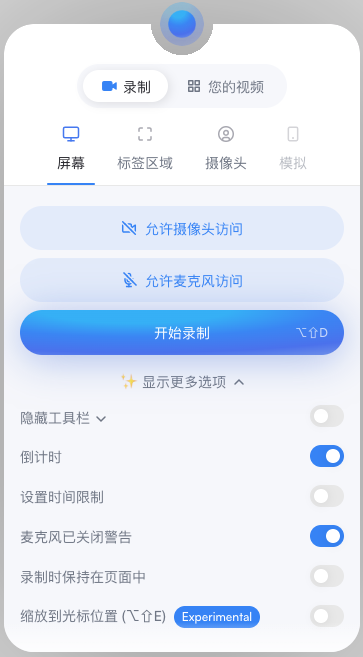 录制 您的视频
屏幕 标签区域 摄像头 模拟
允许摄像头访问
允许麦克风访问
开始录制 ⌥⇧D
✨ 显示更多选项
隐藏工具栏
倒计时
设置时间限制
麦克风已关闭警告
录制时保持在页面中
缩放到光标位置 (⌥⇧E) Experimental